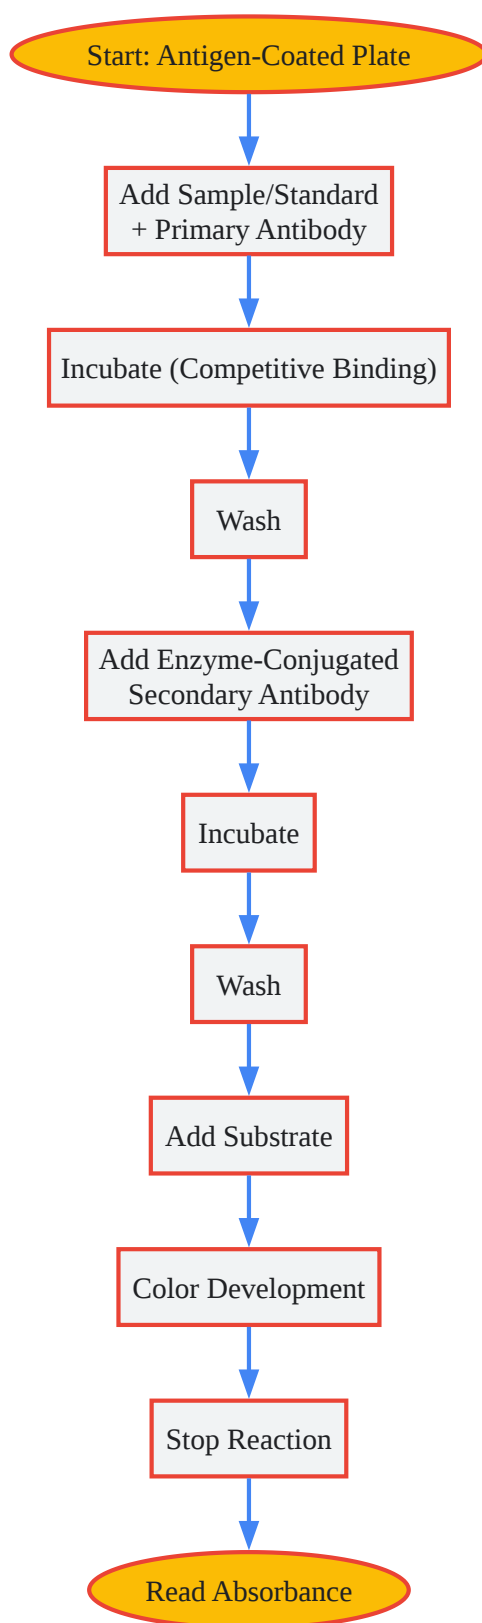 Start: Antigen-Coated Plate
Add Sample/Standard
+ Primary Antibody
Incubate (Competitive Binding)
Wash
Add Enzyme-Conjugated
Secondary Antibody
Incubate
Wash
Add Substrate
Color Development
Stop Reaction
Read Absorbance